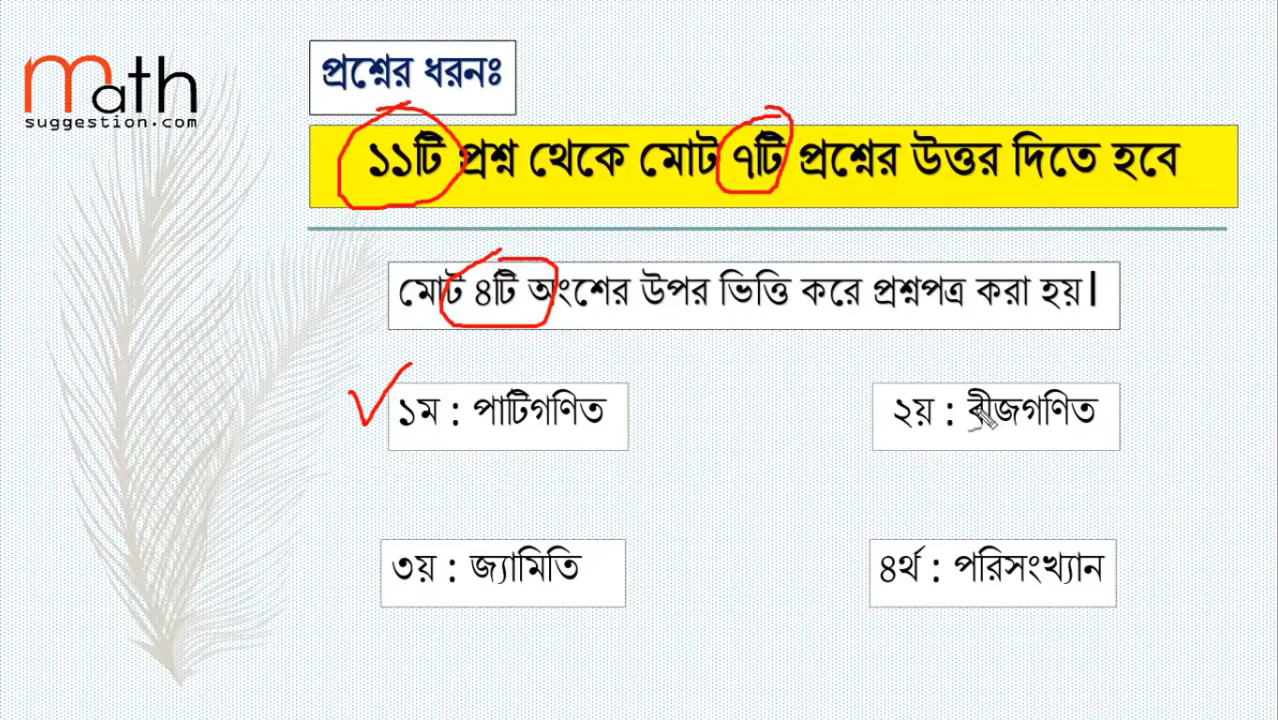 math
suggestion.com
প্রশ্নের ধরনঃ
১১টি প্রশ্ন থেকে মোট ৭টি প্রশ্নের উত্তর দিতে হবে
মোট ৪টি অংশের উপর ভিত্তি করে প্রশ্নপত্র করা হয়।
১ম : পাটিগণিত
২য় : বীজগণিত
৩য় : জ্যামিতি
৪র্থ : পরিসংখ্যান